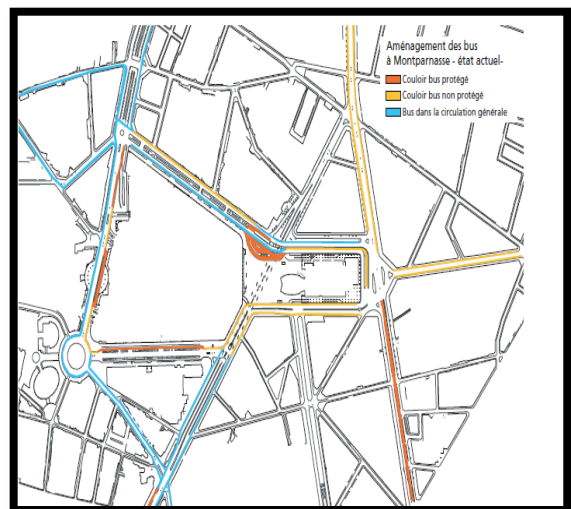 Aménagement des bus
à Montparnasse - état actuel-
Couloir bus protégé
Couloir bus non protégé
Bus dans la circulation générale